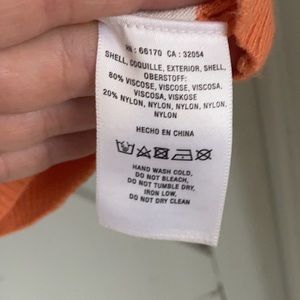 RN : 66170 CA : 32054
SHELL, COQUILLE, EXTERIOR, SHELL,
OBERSTOFF:
80% VISCOSE, VISCOSE, VISCOSA,
VISCOSA, VISKOSE
20% NYLON, NYLON, NYLON, NYLON,
NYLON
HECHO EN CHINA
HAND WASH COLD,
DO NOT BLEACH,
DO NOT TUMBLE DRY,
IRON LOW,
DO NOT DRY CLEAN